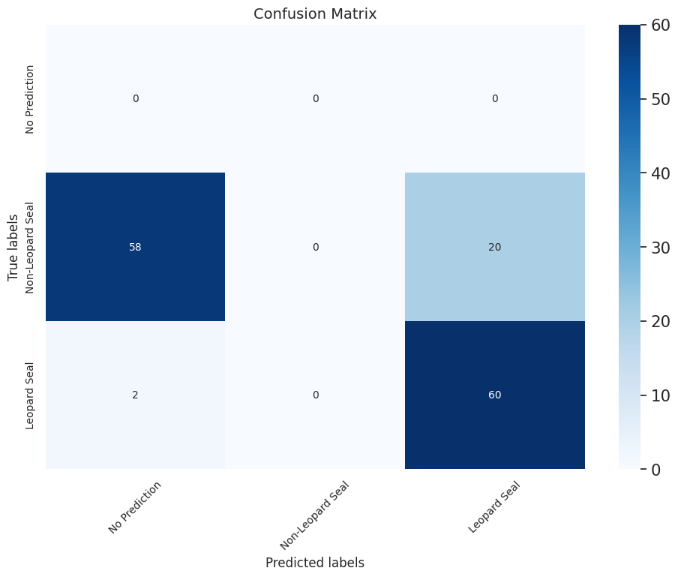 Confusion Matrix
True labels
No Prediction
0 0 0
Non-Leopard Seal
58 0 20
Leopard Seal
2 0 60
No Prediction
Non-Leopard Seal
Leopard Seal
Predicted labels
60
50
40
30
20
10
0